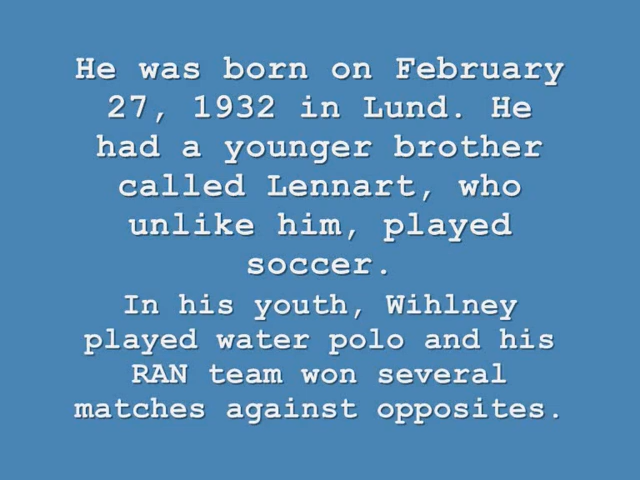 He was born on February
27, 1932 in Lund. He
had a younger brother
called Lennart, who
unlike him, played
soccer.
In his youth, Wihlney
played water polo and his
RAN team won several
matches against opposites.